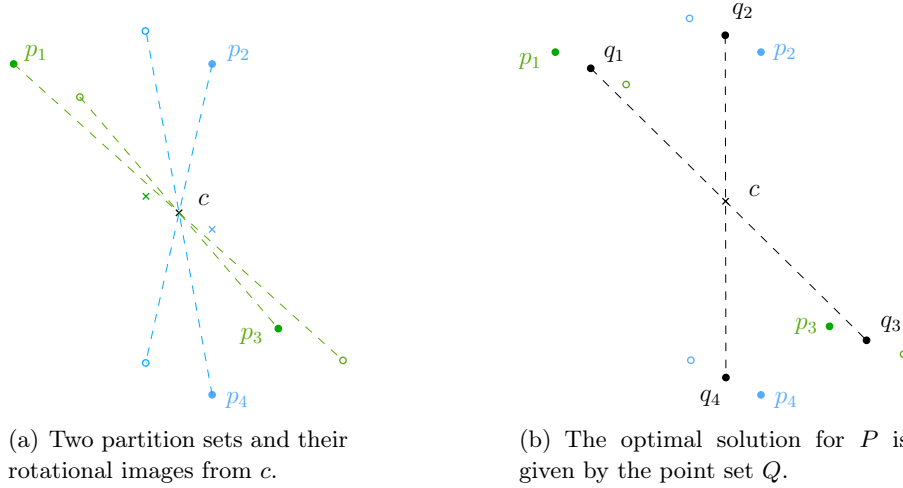 p1
p2
c
p3
p4
(a) Two partition sets and their
rotational images from c.
q2
p1
q1
p2
c
p3
q3
q4
p4
(b) The optimal solution for P is
given by the point set Q.